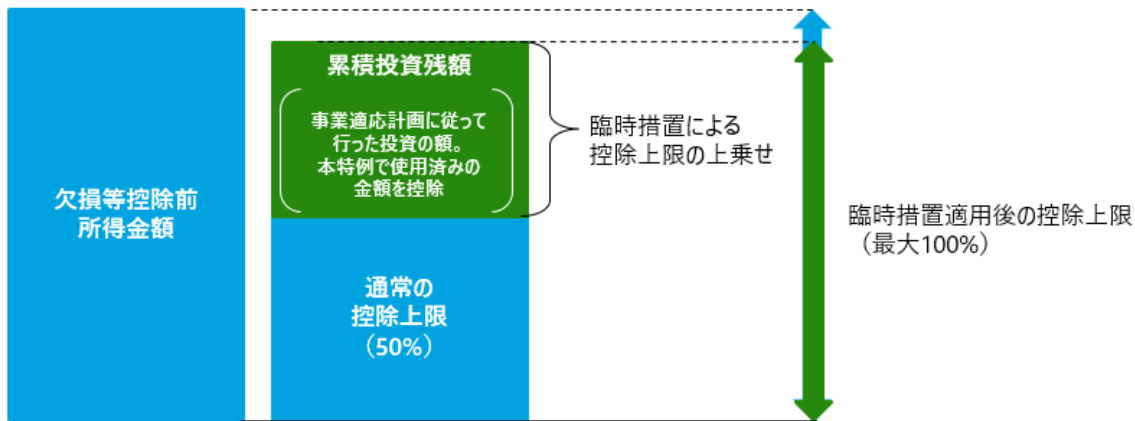 欠損等控除前
所得金額
累積投資残額
事業適応計画に従って
行った投資の額。
本特例で使用済みの
金額を控除
通常の
控除上限
（50%）
臨時措置による
控除上限の上乗せ
臨時措置適用後の控除上限
（最大100%）